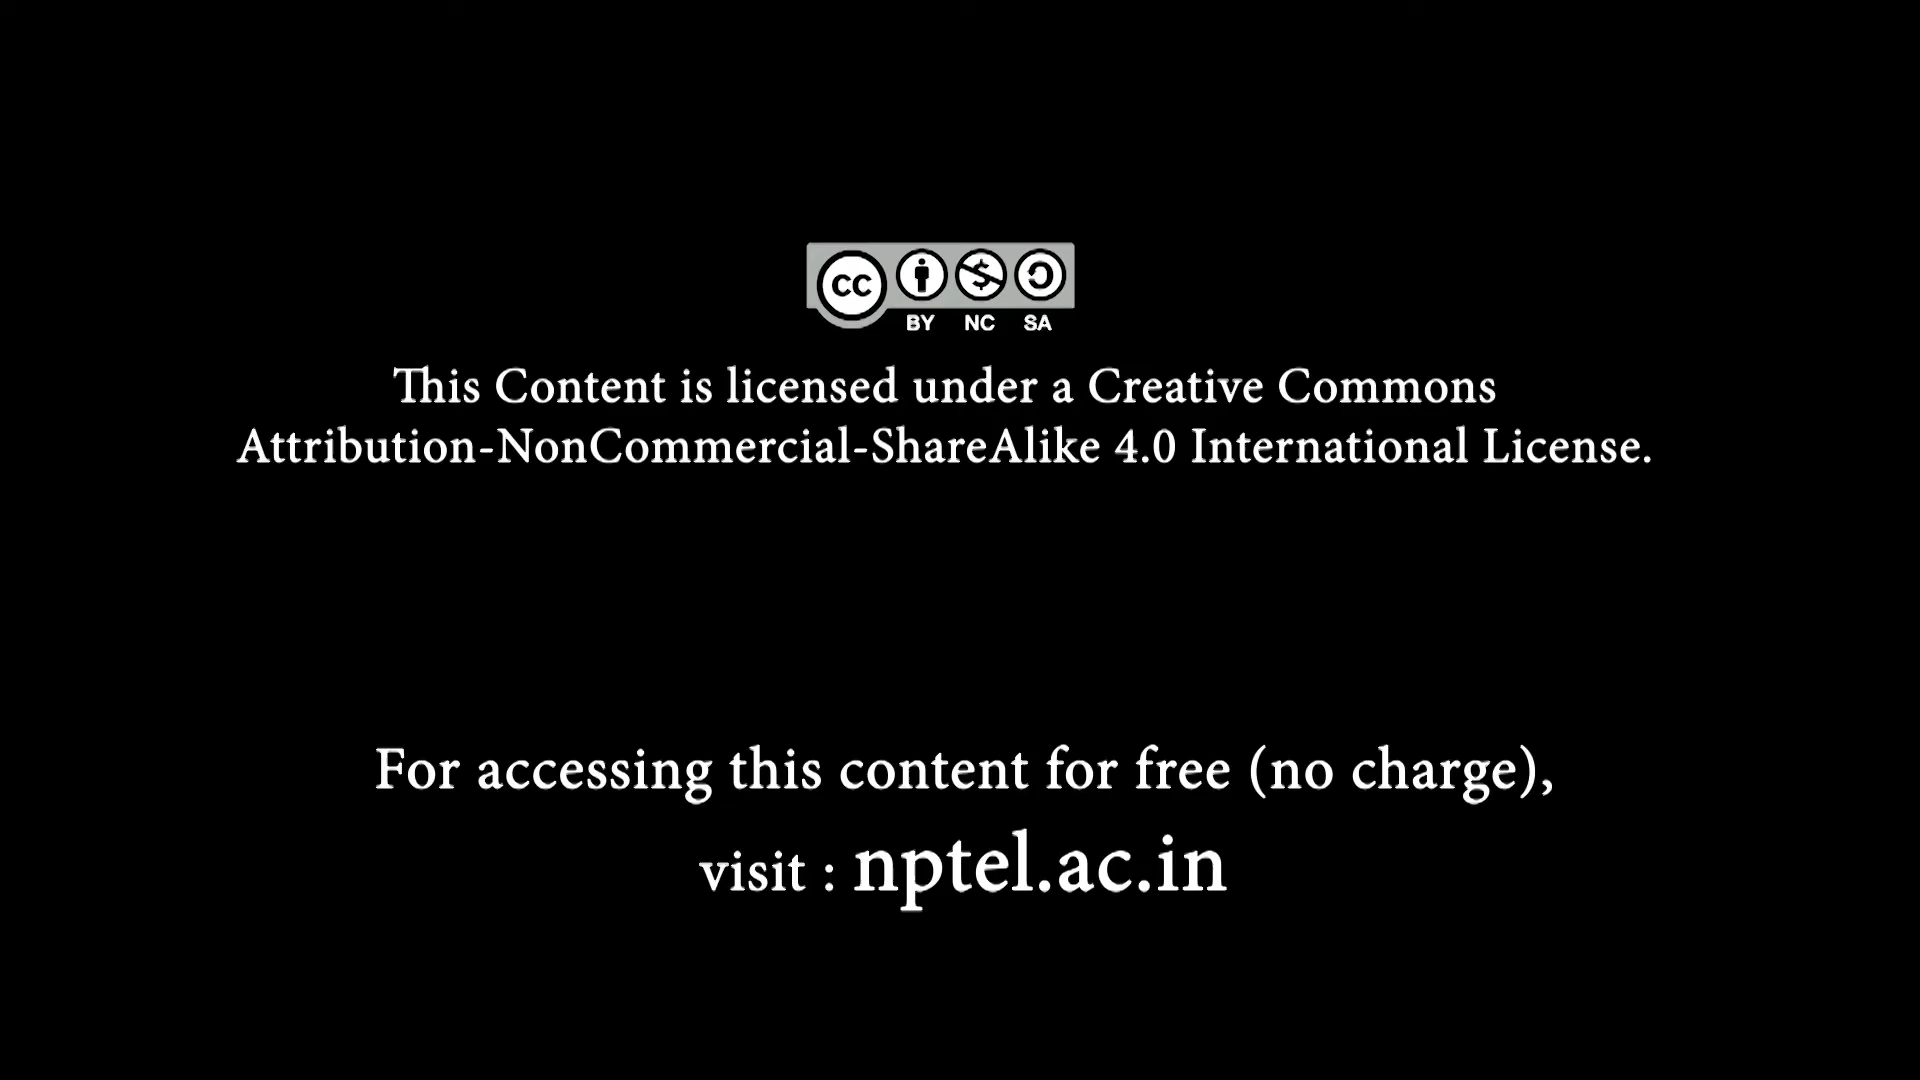 cc
BY NC SA
This Content is licensed under a Creative Commons
Attribution-NonCommercial-ShareAlike 4.0 International License.
For accessing this content for free (no charge),
visit : nptel.ac.in